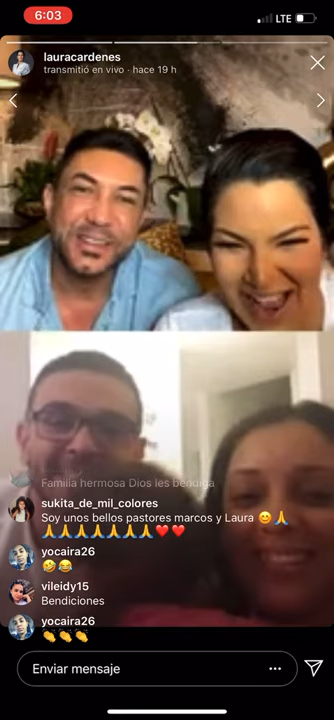 6:03
LTE
lauracardenes
transmitió en vivo · hace 19 h
Familia hermosa Dios les bendiga
sukita_de_mil_colores
Soy unos bellos pastores marcos y Laura 😊🙏
🙏🙏🙏🙏🙏🙏🙏❤️❤️
yocaira26
🤣😂
vileidy15
Bendiciones
yocaira26
👏👏👏
Enviar mensaje